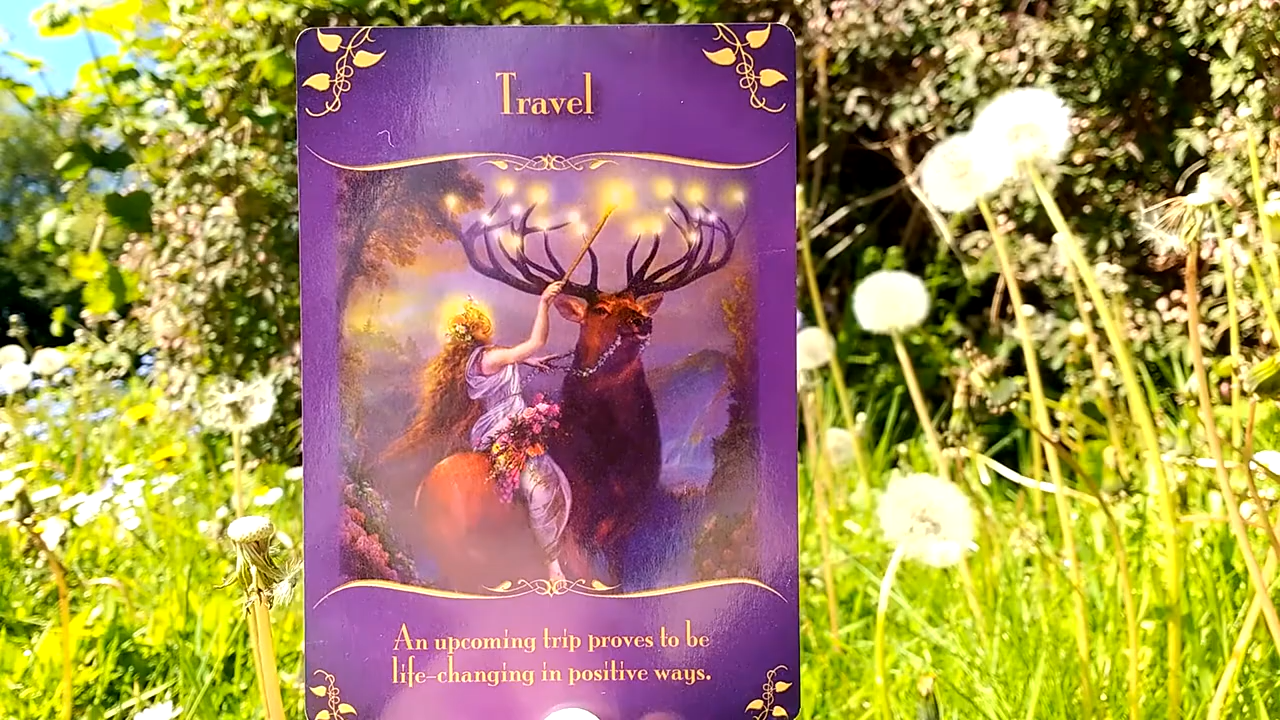 Travel
An upcoming trip proves to be
life-changing in positive ways.